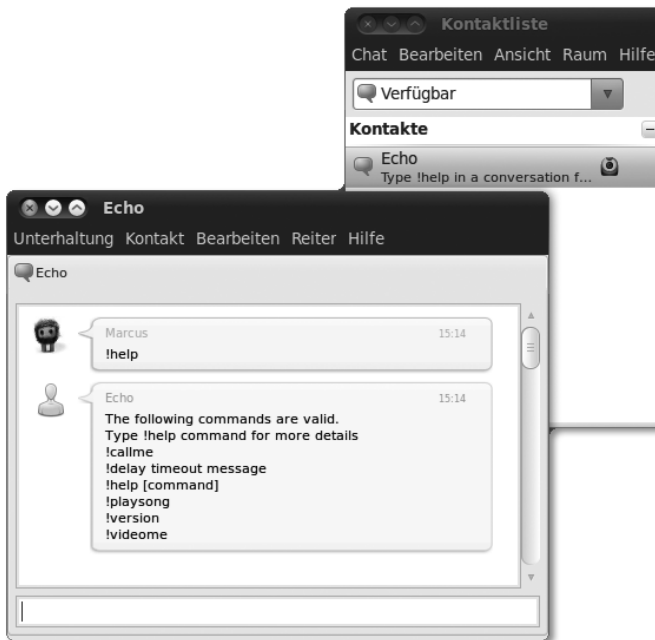 Kontaktliste
Chat Bearbeiten Ansicht Raum Hilfe
Verfügbar
Kontakte
Echo
Type !help in a conversation f...
Echo
Unterhaltung Kontakt Bearbeiten Reiter Hilfe
Echo
Marcus 15:14
!help
Echo 15:14
The following commands are valid.
Type !help command for more details
!callme
!delay timeout message
!help [command]
!playsong
!version
!videome